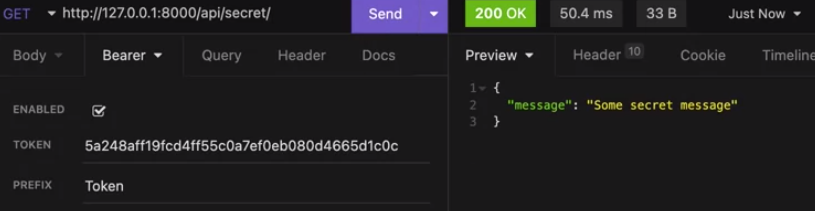 GET http://127.0.0.1:8000/api/secret/ Send 200 OK 50.4 ms 33 B Just Now
Body Bearer Query Header Docs Preview Header 10 Cookie Timeline
ENABLED
TOKEN 5a248aff19fcd4ff55c0a7ef0eb080d4665d1c0c
PREFIX Token
1 {
2 "message": "Some secret message"
3 }